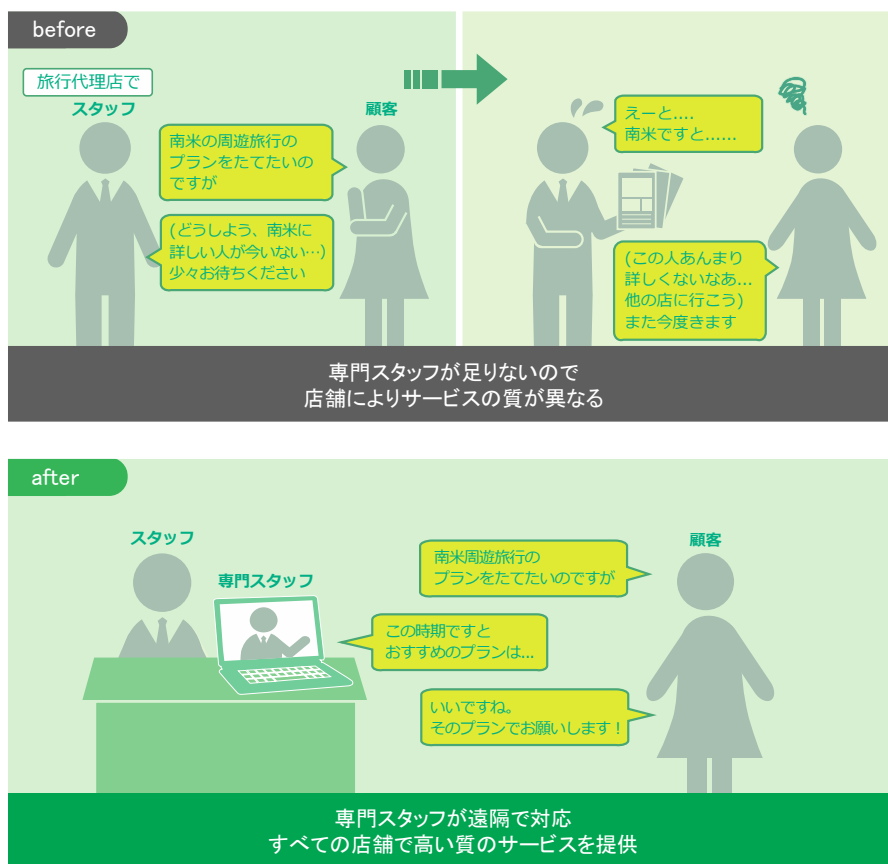 before
旅行代理店で
スタッフ
顧客
南米の周遊旅行の
プランをたてたいの
ですが
(どうしよう、南米に
詳しい人が今いない…)
少々お待ちください
えーと....
南米ですと......
(この人あんまり
詳しくないなあ...
他の店に行こう)
また今度きます
専門スタッフが足りないので
店舗によりサービスの質が異なる
after
スタッフ
専門スタッフ
顧客
南米周遊旅行の
プランをたてたいのですが
この時期ですと
おすすめのプランは...
いいですね。
そのプランでお願いします！
専門スタッフが遠隔で対応
すべての店舗で高い質のサービスを提供